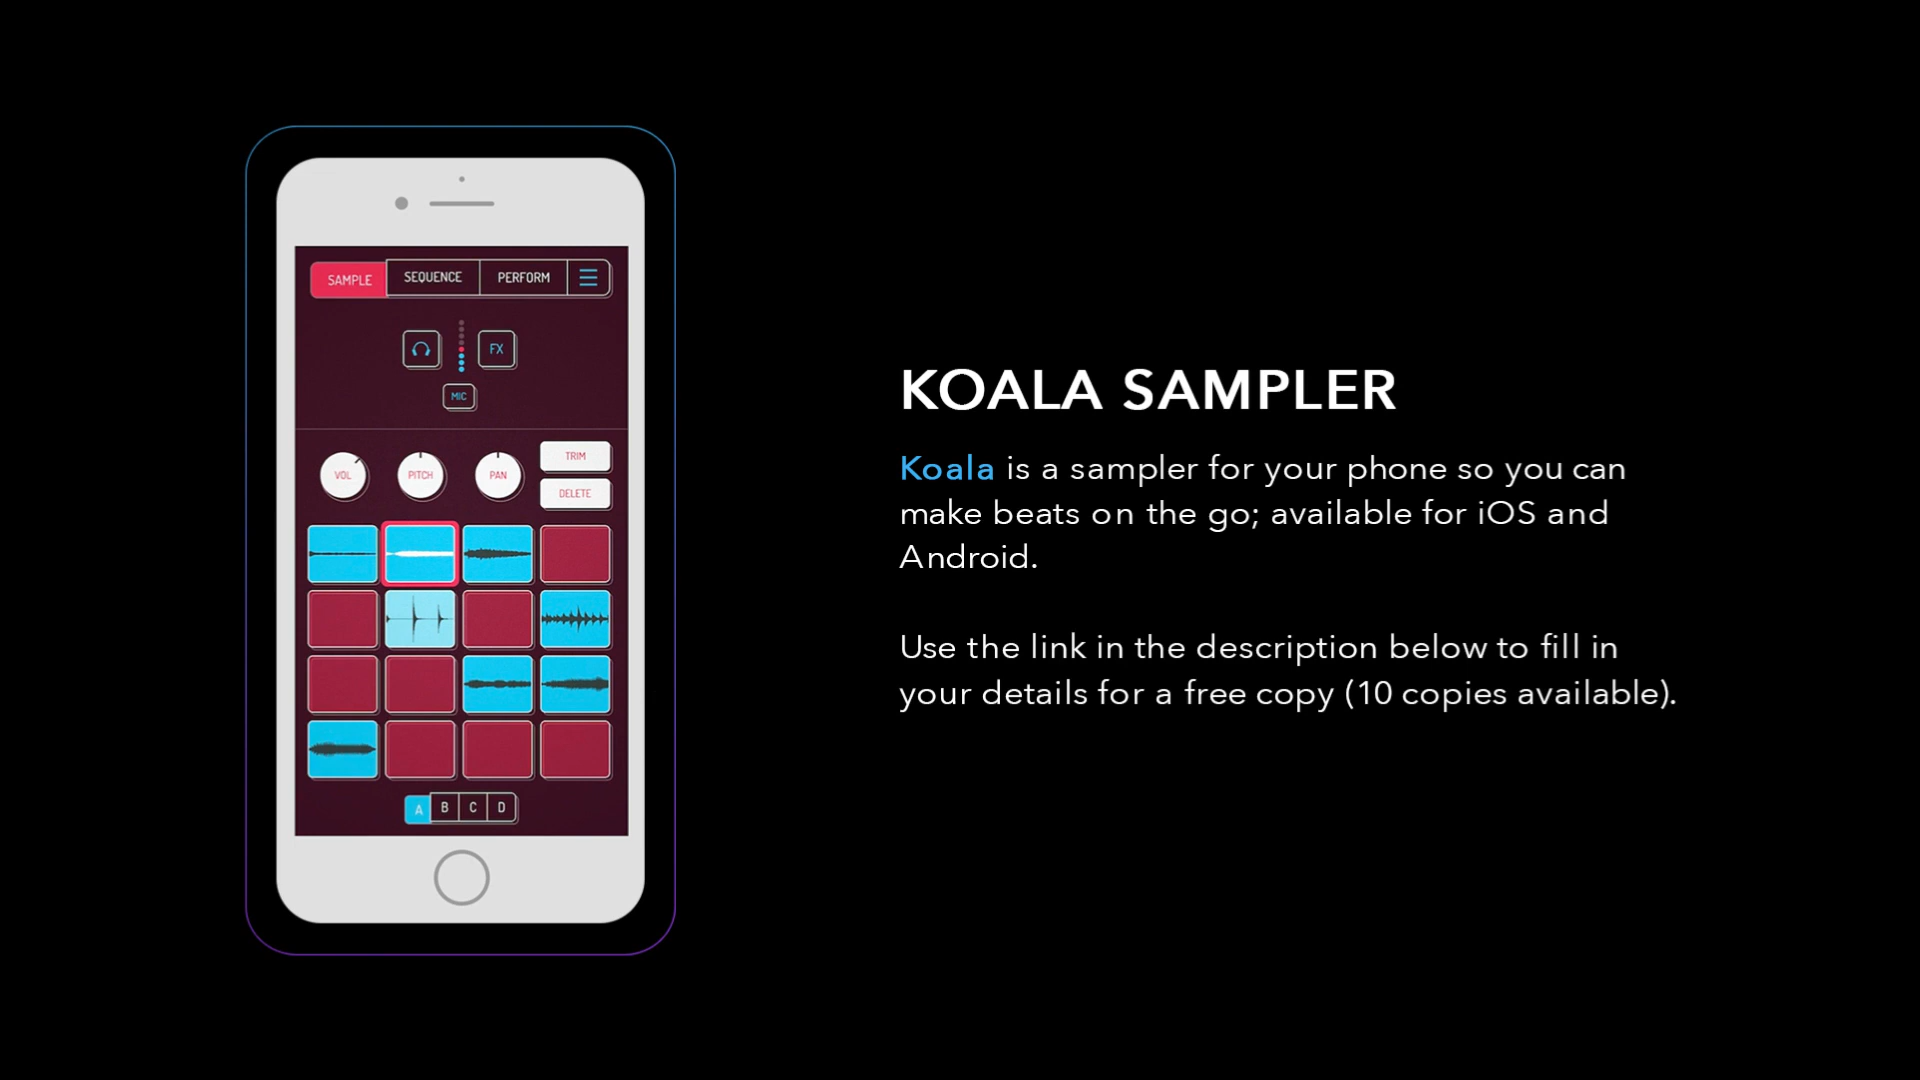 SAMPLE SEQUENCE PERFORM
FX
MIC
VOL PITCH PAN TRIM
DELETE
A B C D
KOALA SAMPLER
Koala is a sampler for your phone so you can
make beats on the go; available for iOS and
Android.
Use the link in the description below to fill in
your details for a free copy (10 copies available).